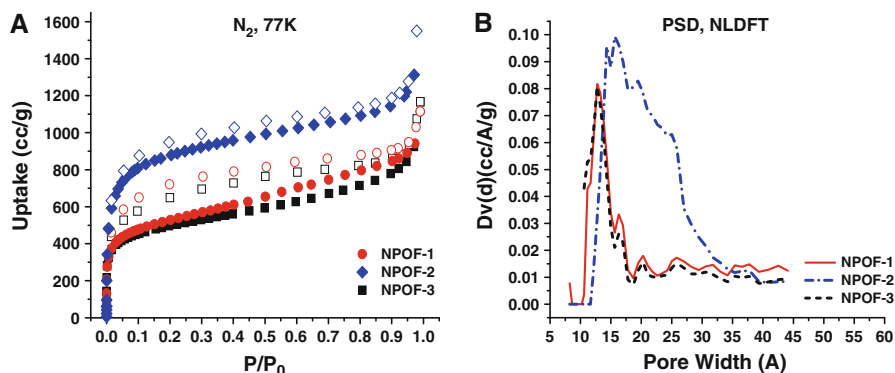 A
N₂, 77K
Uptake (cc/g)
1600
1400
1200
1000
800
600
400
200
0
NPOF-1
NPOF-2
NPOF-3
0.0 0.1 0.2 0.3 0.4 0.5 0.6 0.7 0.8 0.9 1.0
P/P₀
B
PSD, NLDFT
Dv(d)(cc/A/g)
0.10
0.09
0.08
0.07
0.06
0.05
0.04
0.03
0.02
0.01
0.00
NPOF-1
NPOF-2
NPOF-3
5 10 15 20 25 30 35 40 45 50 55 60
Pore Width (A)